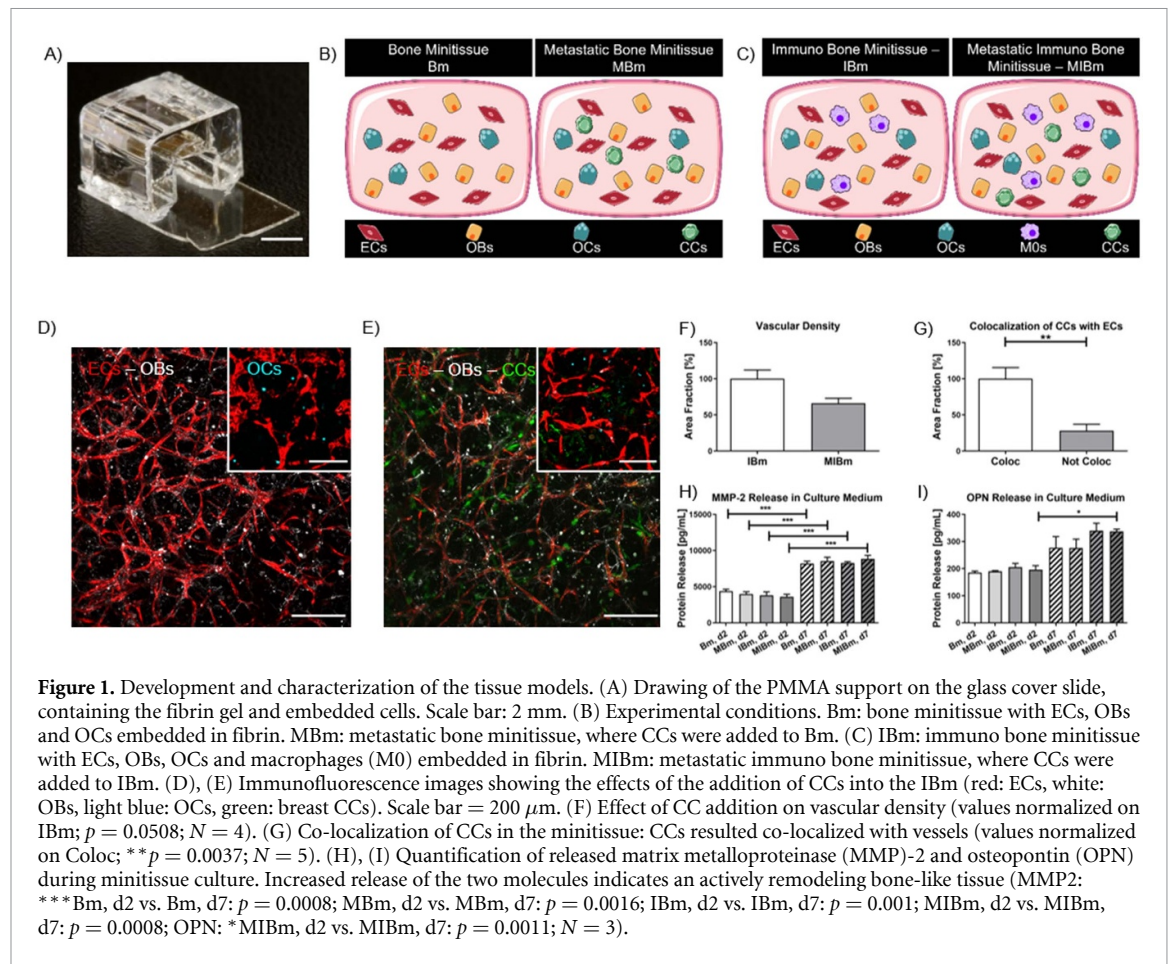 A)
B)
Bone Minitissue
Bm
Metastatic Bone Minitissue
MBm
ECs
OBs
OCs
CCs
C)
Immuno Bone Minitissue –
IBm
Metastatic Immuno Bone
Minitissue – MIBm
ECs
OBs
OCs
M0s
CCs
D)
ECs – OBs
OCs
E)
ECs – OBs – CCs
F)
Vascular Density
Area Fraction [%]
150
100
50
0
IBm
MIBm
G)
Colocalization of CCs with ECs
**
Area Fraction [%]
150
100
50
0
Coloc
Not Coloc
H)
MMP-2 Release in Culture Medium
***
***
***
***
Protein Release [pg/mL]
15000
10000
5000
0
Bm, d2
MBm, d2
IBm, d2
MIBm, d2
Bm, d7
MBm, d7
IBm, d7
MIBm, d7
I)
OPN Release in Culture Medium
*
Protein Release [pg/mL]
400
300
200
100
0
Bm, d2
MBm, d2
IBm, d2
MIBm, d2
Bm, d7
MBm, d7
IBm, d7
MIBm, d7
Figure 1. Development and characterization of the tissue models. (A) Drawing of the PMMA support on the glass cover slide,
containing the fibrin gel and embedded cells. Scale bar: 2 mm. (B) Experimental conditions. Bm: bone minitissue with ECs, OBs
and OCs embedded in fibrin. MBm: metastatic bone minitissue, where CCs were added to Bm. (C) IBm: immuno bone minitissue
with ECs, OBs, OCs and macrophages (M0) embedded in fibrin. MIBm: metastatic immuno bone minitissue, where CCs were
added to IBm. (D), (E) Immunofluorescence images showing the effects of the addition of CCs into the IBm (red: ECs, white:
OBs, light blue: OCs, green: breast CCs). Scale bar = 200 μm. (F) Effect of CC addition on vascular density (values normalized on
IBm; p = 0.0508; N = 4). (G) Co-localization of CCs in the minitissue: CCs resulted co-localized with vessels (values normalized
on Coloc; **p = 0.0037; N = 5). (H), (I) Quantification of released matrix metalloproteinase (MMP)-2 and osteopontin (OPN)
during minitissue culture. Increased release of the two molecules indicates an actively remodeling bone-like tissue (MMP2:
***Bm, d2 vs. Bm, d7: p = 0.0008; MBm, d2 vs. MBm, d7: p = 0.0016; IBm, d2 vs. IBm, d7: p = 0.001; MIBm, d2 vs. MIBm,
d7: p = 0.0008; OPN: *MIBm, d2 vs. MIBm, d7: p = 0.0011; N = 3).